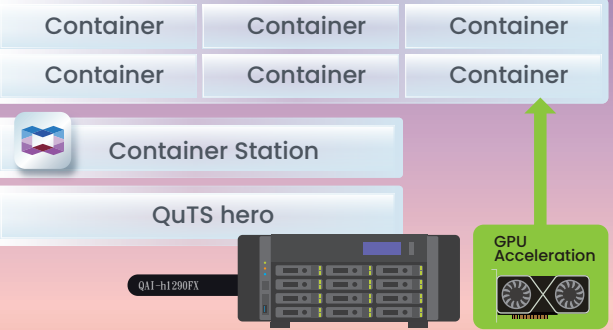 Container
Container
Container
Container
Container
Container
Container Station
QuTS hero
GPU
Acceleration
QAI-h1290FX